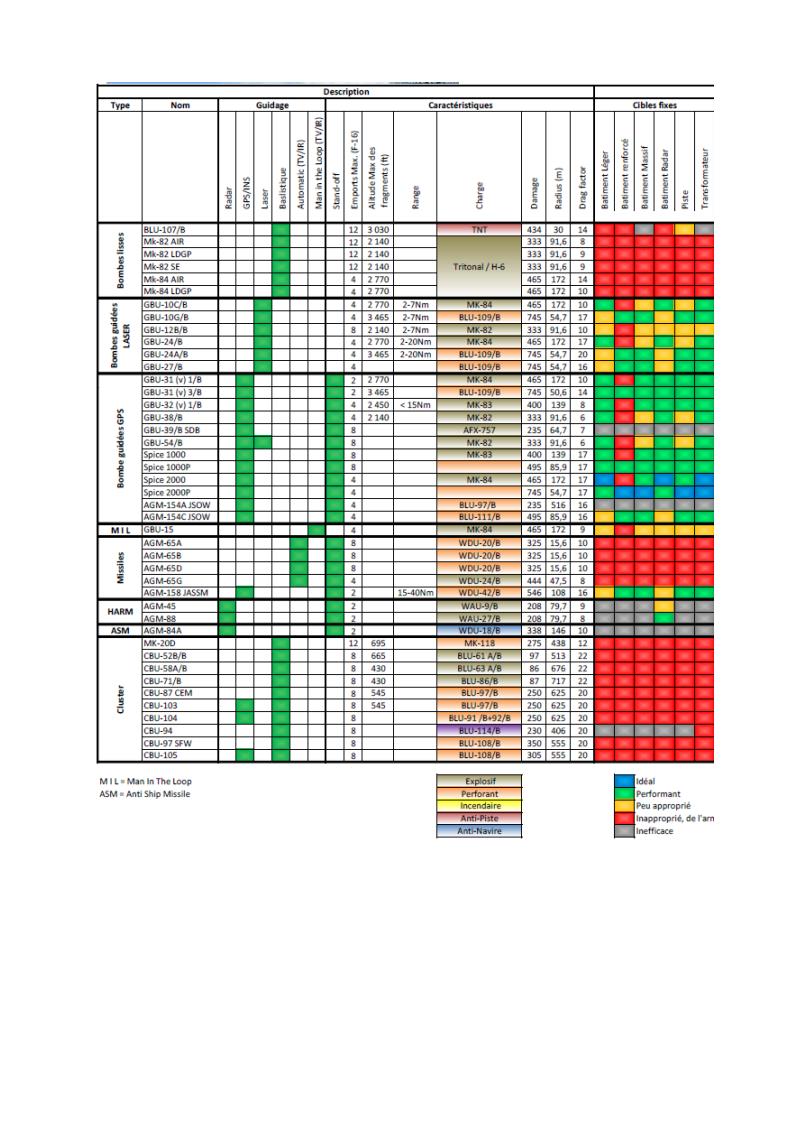 Description
Type Nom Guidage Caractéristiques Cibles fixes
Radar GPS/INS Laser Baslistique Automatic (TV/IR) Man in the Loop (TV/IR) Stand-off Emports Max. (F-16) Alitude Max des fragments (ft) Range Charge Damage Radius (m) Drag factor Batiment Léger Batiment renforcé Batiment Massif Batiment Radar Piste Transformateur
Bombes lisses
BLU-107/B 12 3 030 TNT 434 30 14
Mk-82 AIR 12 2 140 333 91,6 8
Mk-82 LDGP 12 2 140 333 91,6 9
Mk-82 SE 12 2 140 Tritonal / H-6 333 91,6 9
Mk-84 AIR 4 2 770 465 172 14
Mk-84 LDGP 4 2 770 465 172 10
Bombes guidées LASER
GBU-10C/B 4 2 770 2-7Nm MK-84 465 172 10
GBU-10G/B 4 3 465 2-7Nm BLU-109/B 745 54,7 17
GBU-12B/B 8 2 140 2-7Nm MK-82 333 91,6 10
GBU-24/B 4 2 770 2-20Nm MK-84 465 172 17
GBU-24A/B 4 3 465 2-20Nm BLU-109/B 745 54,7 20
GBU-27/B 4 BLU-109/B 745 54,7 16
Bombe guidées GPS
GBU-31 (v) 1/B 2 2 770 MK-84 465 172 10
GBU-31 (v) 3/B 2 3 465 BLU-109/B 745 50,6 14
GBU-32 (v) 1/B 4 2 450 < 15Nm MK-83 400 139 8
GBU-38/B 4 2 140 MK-82 333 91,6 6
GBU-39/B SDB 8 AFX-757 235 64,7 7
GBU-54/B 8 MK-82 333 91,6 6
Spice 1000 8 MK-83 400 139 17
Spice 1000P 8 495 85,9 17
Spice 2000 4 MK-84 465 172 17
Spice 2000P 4 745 54,7 17
AGM-154A JSOW 4 BLU-97/B 235 516 16
AGM-154C JSOW 4 BLU-111/B 495 85,9 16
M I L GBU-15 4 MK-84 465 172 9
Missiles
AGM-65A 8 WDU-20/B 325 15,6 10
AGM-65B 8 WDU-20/B 325 15,6 10
AGM-65D 8 WDU-20/B 325 15,6 10
AGM-65G 4 WDU-24/B 444 47,5 8
AGM-158 JASSM 2 15-40Nm WDU-42/B 546 108 16
HARM
AGM-45 2 WAU-9/B 208 79,7 9
AGM-88 2 WAU-27/B 208 79,7 8
ASM AGM-84A 2 WDU-18/B 338 146 10
Cluster
MK-20D 12 695 MK-118 275 438 12
CBU-52B/B 8 665 BLU-61 A/B 97 513 22
CBU-58A/B 8 430 BLU-63 A/B 86 676 22
CBU-71/B 8 430 BLU-86/B 87 717 22
CBU-87 CEM 8 545 BLU-97/B 250 625 20
CBU-103 8 545 BLU-97/B 250 625 20
CBU-104 8 BLU-91 /B+92/B 250 625 20
CBU-94 8 BLU-114/B 230 406 20
CBU-97 SFW 8 BLU-108/B 350 555 20
CBU-105 8 BLU-108/B 305 555 20
M I L = Man In The Loop Explosif Idéal
ASM = Anti Ship Missile Perforant Performant
Incendaire Peu approprié
Anti-Piste Inapproprié, de l'arm
Anti-Navire Inefficace